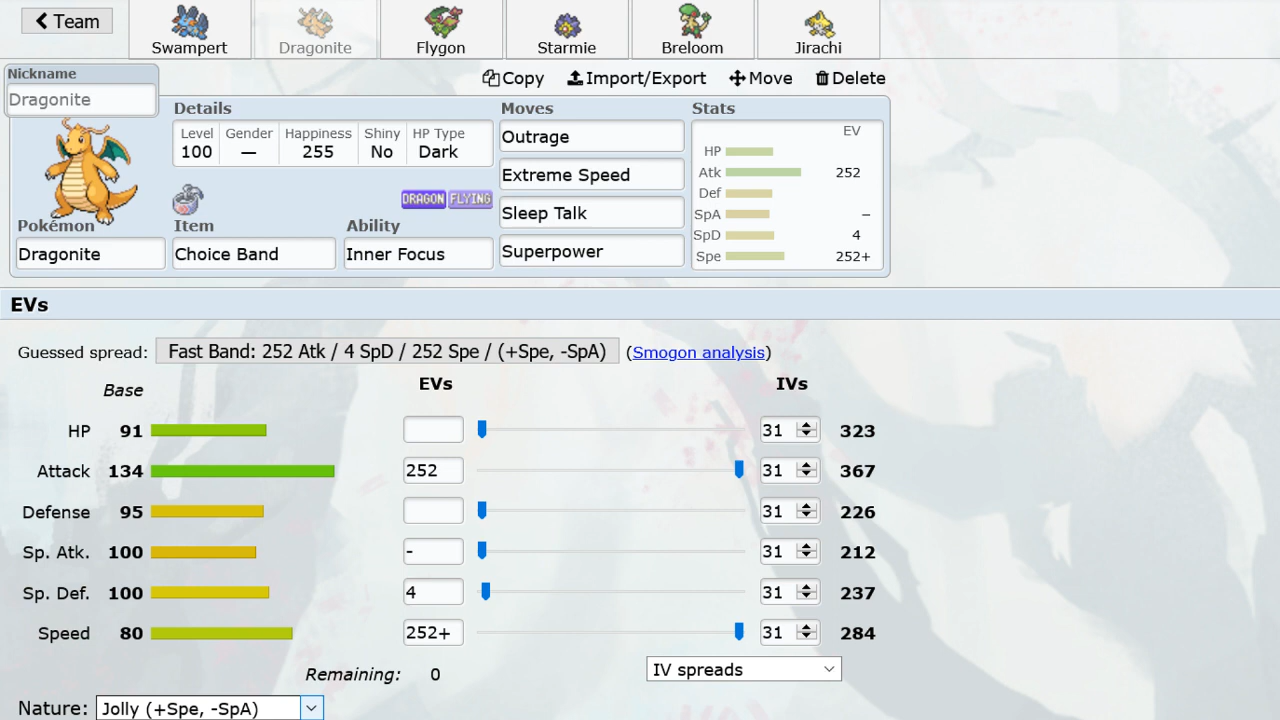 Team
Swampert Dragonite Flygon Starmie Breloom Jirachi
Nickname
Dragonite
Copy Import/Export Move Delete
Details
Level Gender Happiness Shiny HP Type
100 — 255 No Dark
DRAGON FLYING
Pokémon Item Ability
Dragonite Choice Band Inner Focus
Moves
Outrage
Extreme Speed
Sleep Talk
Superpower
Stats
EV
HP
Atk 252
Def
SpA –
SpD 4
Spe 252+
EVs
Guessed spread: Fast Band: 252 Atk / 4 SpD / 252 Spe / (+Spe, -SpA) (Smogon analysis)
Base EVs IVs
HP 91 31 323
Attack 134 252 31 367
Defense 95 31 226
Sp. Atk. 100 - 31 212
Sp. Def. 100 4 31 237
Speed 80 252+ 31 284
Remaining: 0 IV spreads
Nature: Jolly (+Spe, -SpA)